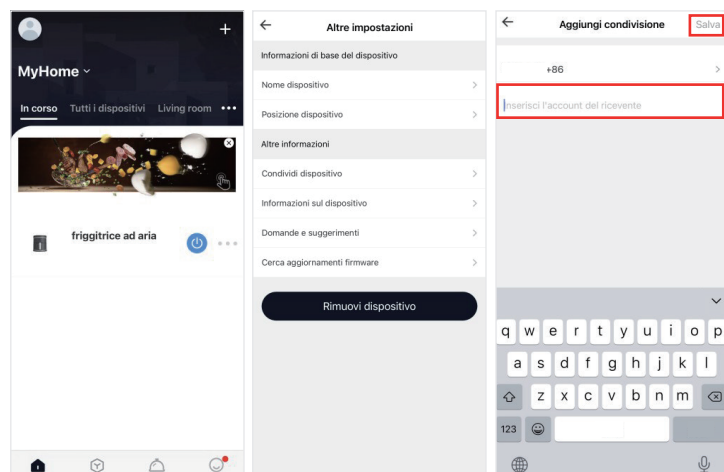 MyHome
In corso Tutti i dispositivi Living room
friggitrice ad aria
Altre impostazioni
Informazioni di base del dispositivo
Nome dispositivo
Posizione dispositivo
Altre informazioni
Condividi dispositivo
Informazioni sul dispositivo
Domande e suggerimenti
Cerca aggiornamenti firmware
Rimuovi dispositivo
Aggiungi condivisione Salva
+86
Inserisci l'account del ricevente
q w e r t y u i o p
a s d f g h j k l
z x c v b n m
123